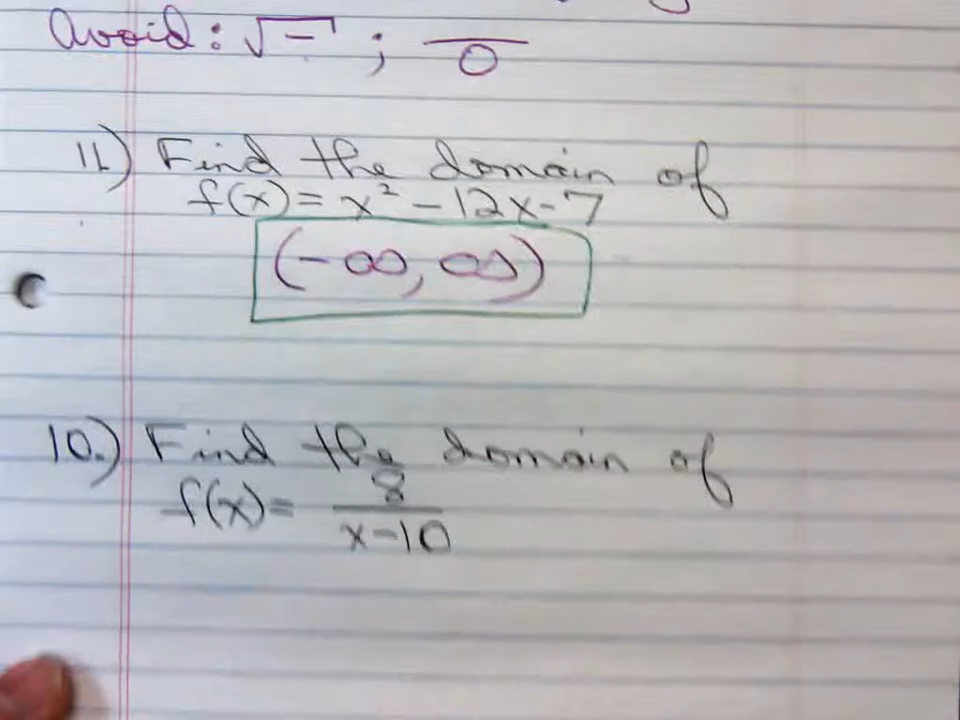 Avoid: √- ; —/0
11.) Find the domain of
f(x) = x² - 12x - 7
(-∞, ∞)
10.) Find the domain of
f(x) = 8/(x-10)